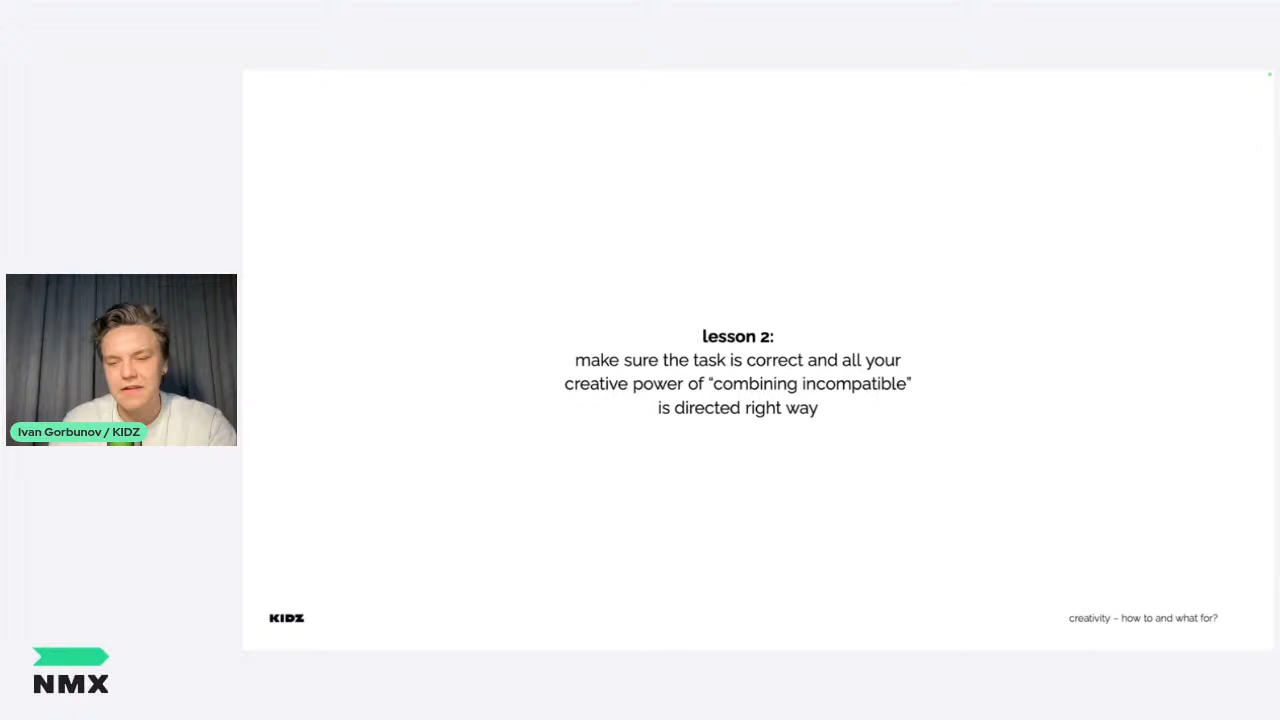 lesson 2:
make sure the task is correct and all your
creative power of “combining incompatible”
is directed right way
Ivan Gorbunov / KIDZ
KIDZ
creativity – how to and what for?
NMX